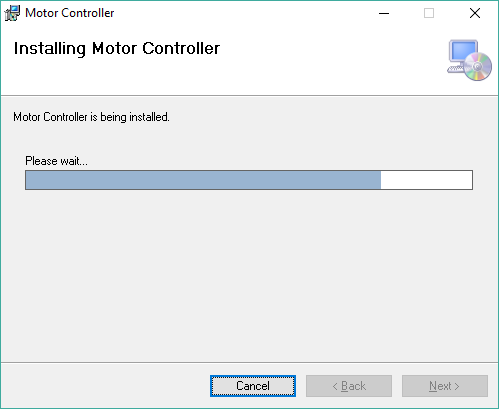 Motor Controller
Installing Motor Controller
Motor Controller is being installed.
Please wait...
Cancel
< Back
Next >